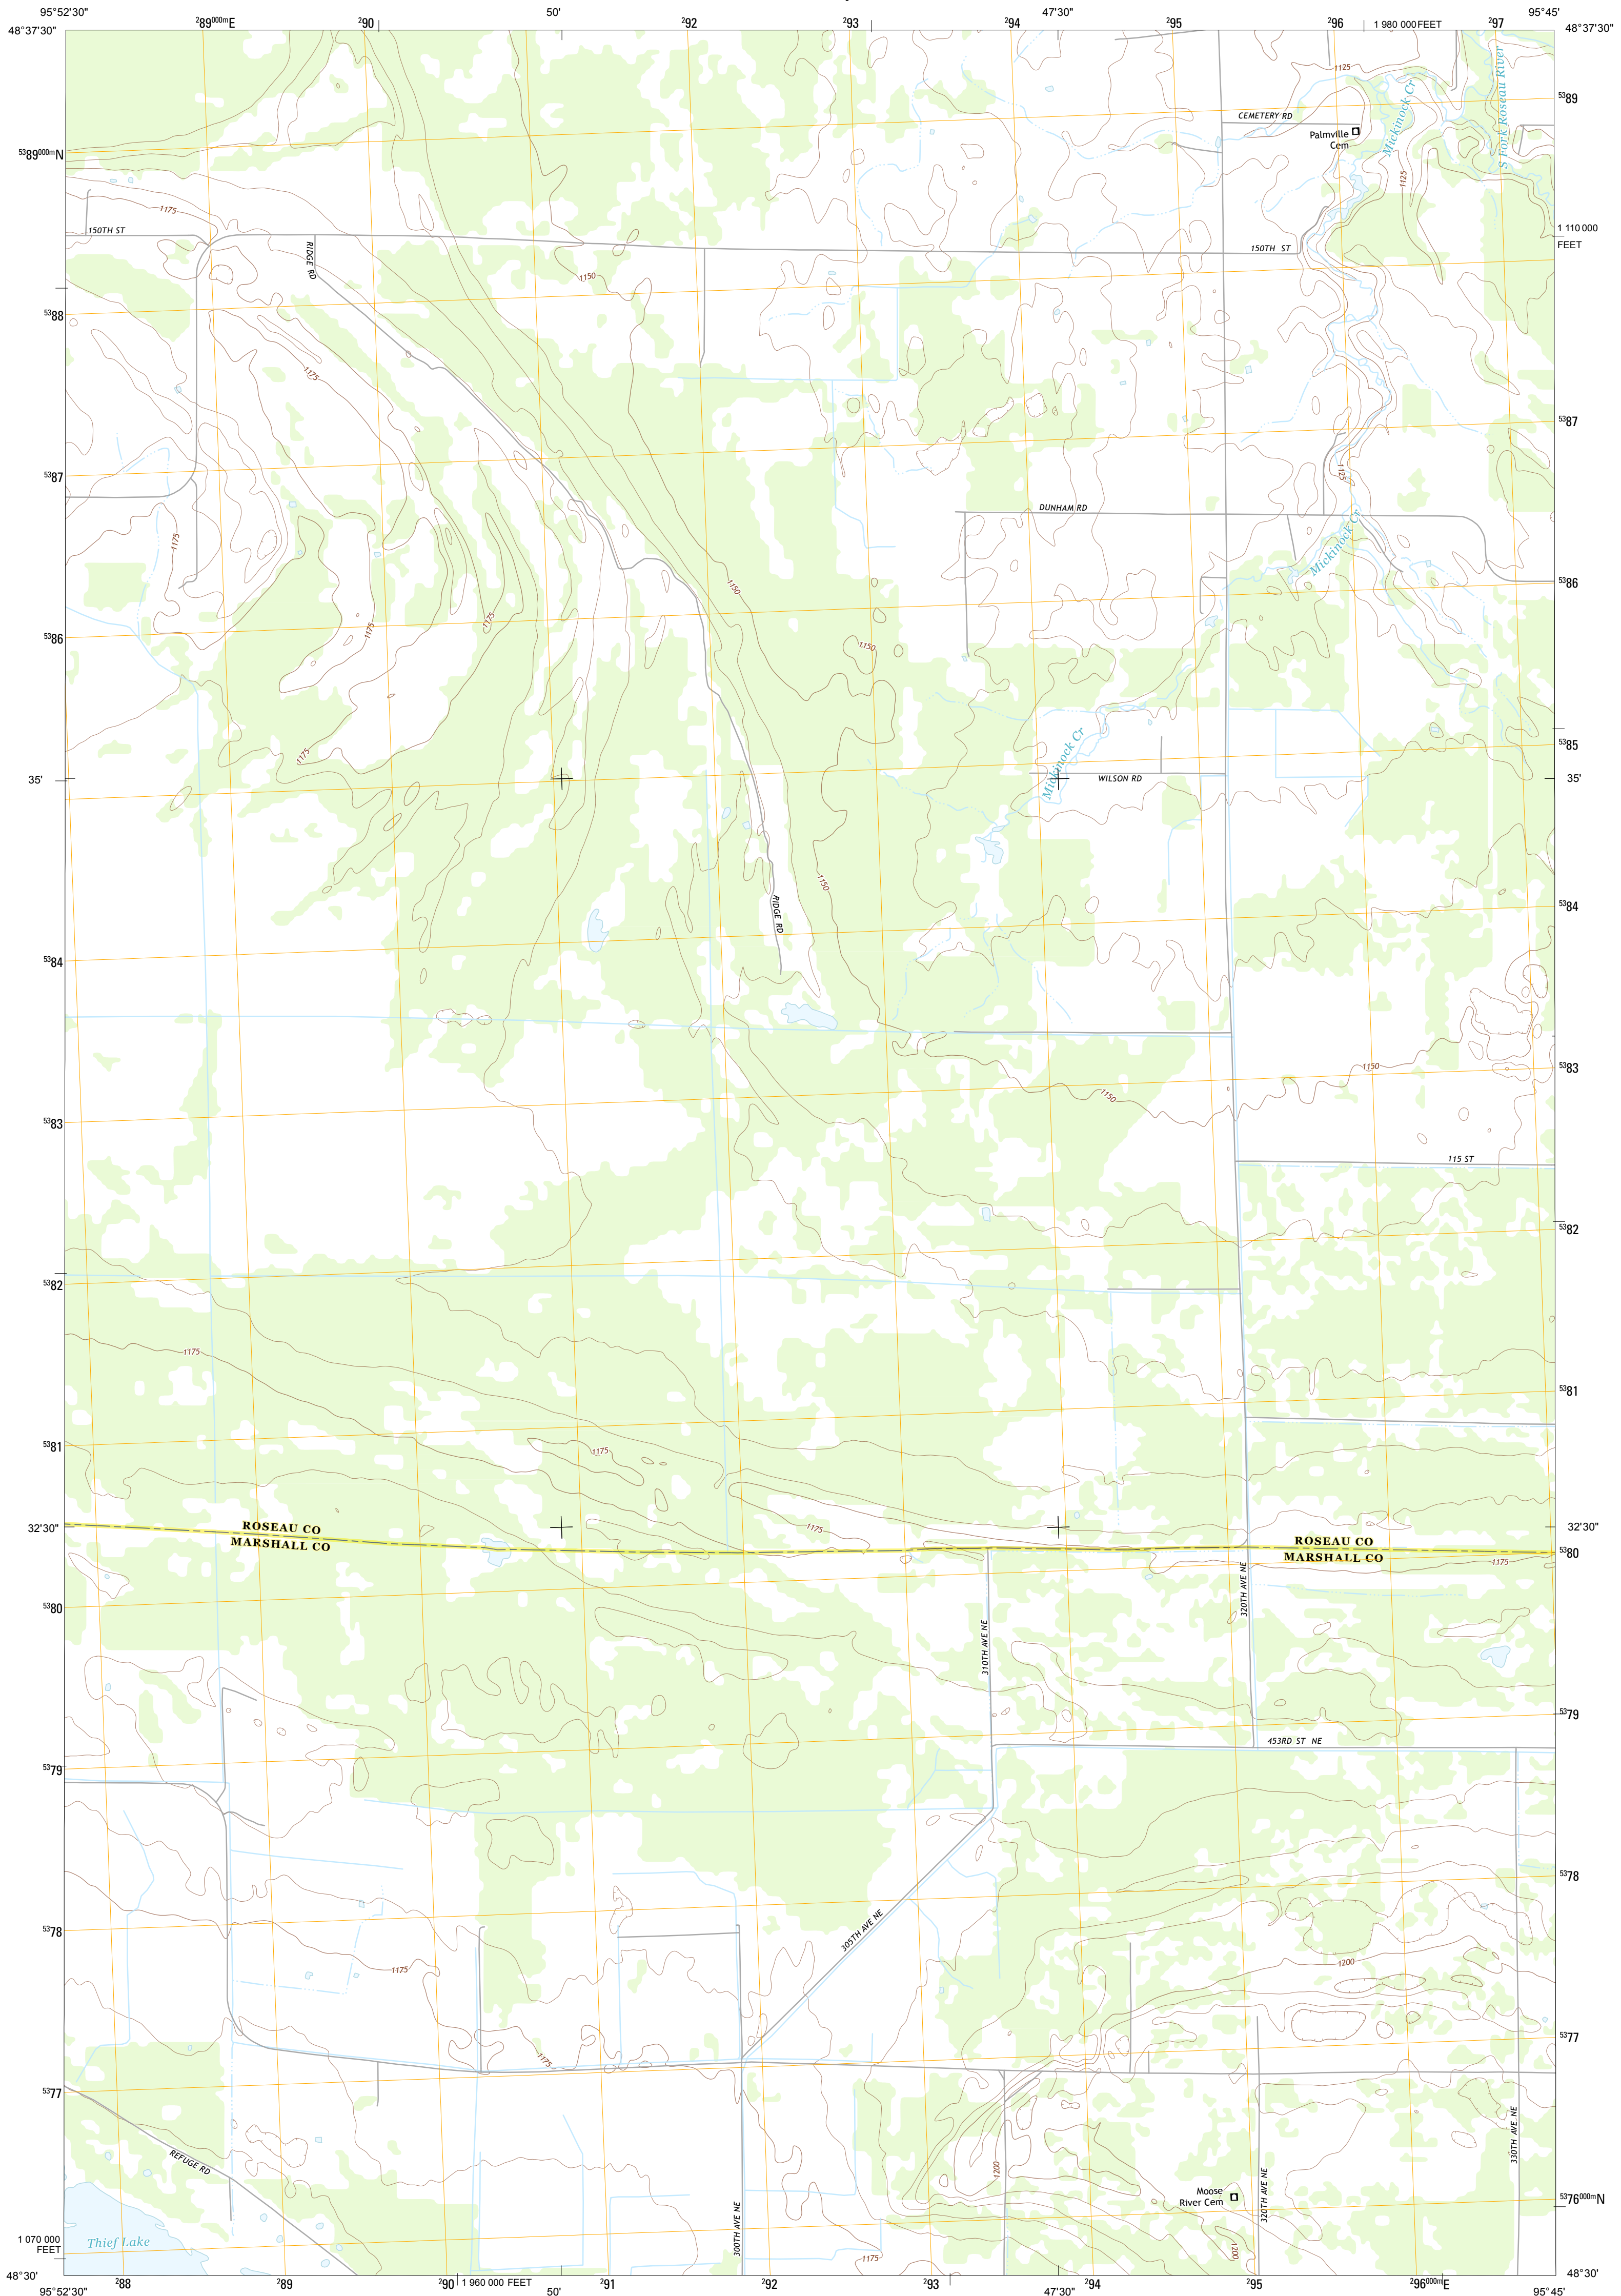 95°52'30"
289000mE
290
50'
292
293
294
47'30"
295
296
1 980 000 FEET
297
95°45'
48°37'30"
48°37'30"
1125
5389
CEMETERY RD
Palmville
Cem
Mickinock Cr
S Fork Roseau River
5389000mN
1125
1175
150TH ST
RIDGE RD
150TH ST
1 110 000
FEET
1150
5388
1175
5387
1125
5387
DUNHAM RD
1175
Mickinock Cr
5386
1150
1175
1175
5386
1150
1175
Mickinock Cr
5385
35'
WILSON RD
35'
1150
RIDGE RD
5384
5384
1150
5383
1150
5383
115 ST
5382
5382
1175
5381
5381
1175
32'30"
ROSEAU CO
MARSHALL CO
1175
32'30"
ROSEAU CO
MARSHALL CO
5380
1175
320TH AVE NE
5380
310TH AVE NE
5379
453RD ST NE
5379
5378
305TH AVE NE
5378
1175
1200
1175
5377
5377
REFUGE RD
1200
330TH AVE NE
Moose
River Cem
320TH AVE NE
5376000mN
300TH AVE NE
1 070 000
FEET
Thief Lake
1175
1200
48°30'
48°30'
95°52'30"
288
289
290
1 960 000 FEET
50'
291
292
293
47'30"
294
295
296000mE
95°45'